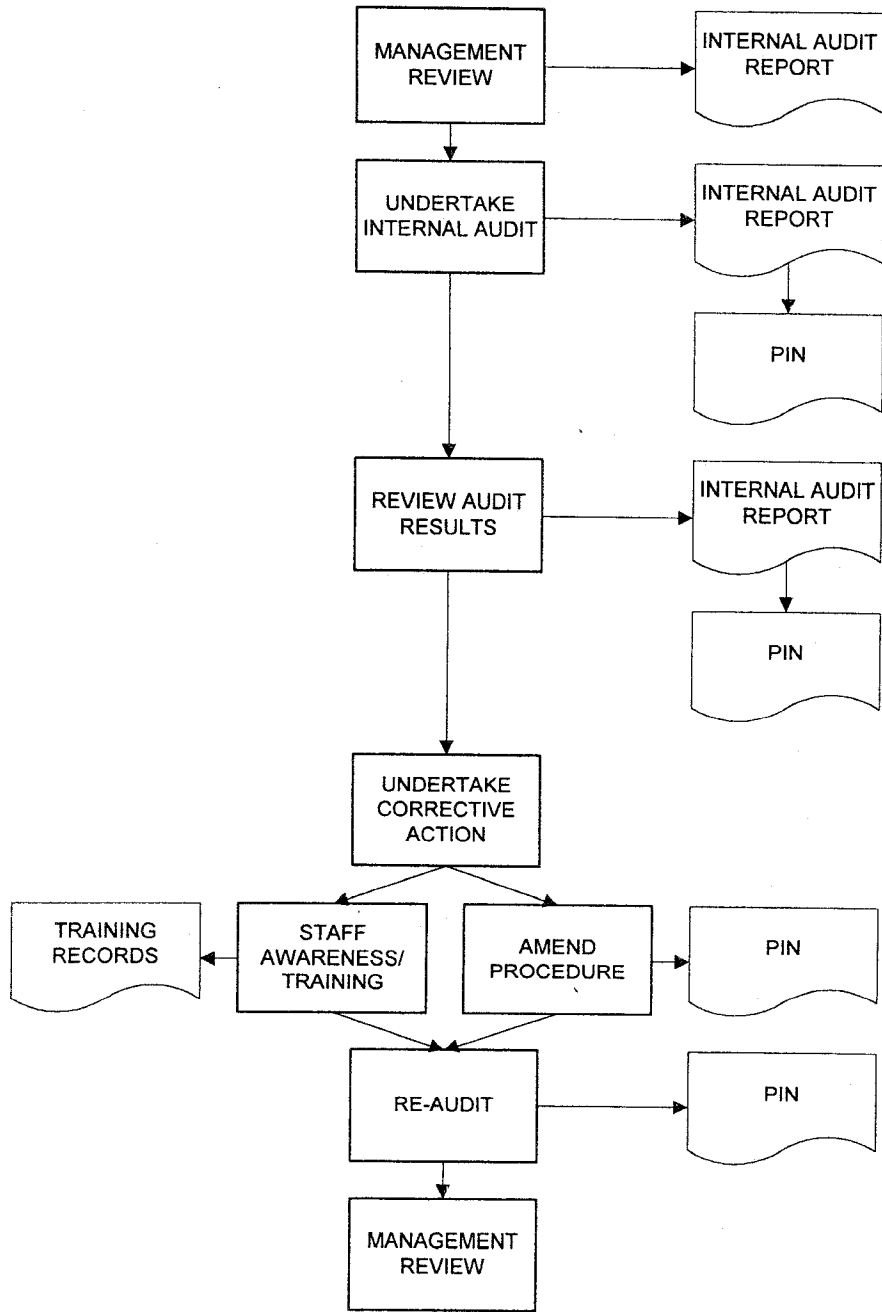 MANAGEMENT
REVIEW
INTERNAL AUDIT
REPORT
UNDERTAKE
INTERNAL AUDIT
INTERNAL AUDIT
REPORT
PIN
REVIEW AUDIT
RESULTS
INTERNAL AUDIT
REPORT
PIN
UNDERTAKE
CORRECTIVE
ACTION
TRAINING
RECORDS
STAFF
AWARENESS/
TRAINING
AMEND
PROCEDURE
PIN
RE-AUDIT
PIN
MANAGEMENT
REVIEW